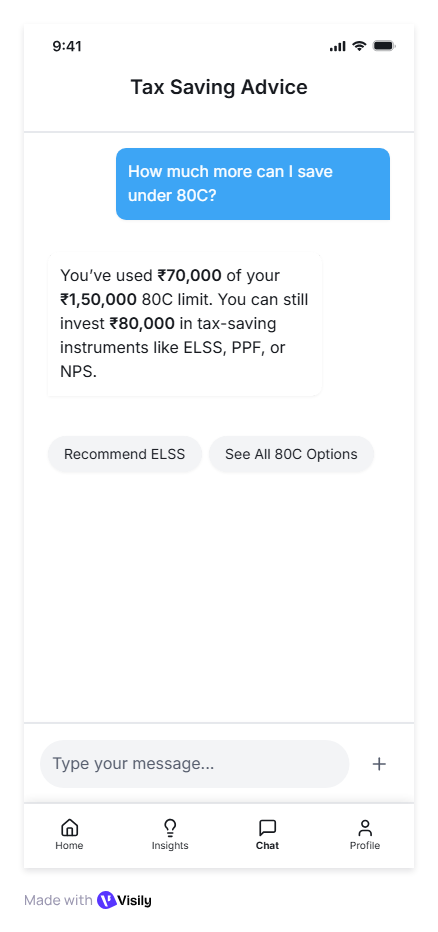 9:41
Tax Saving Advice
How much more can I save
under 80C?
You’ve used ₹70,000 of your
₹1,50,000 80C limit. You can still
invest ₹80,000 in tax-saving
instruments like ELSS, PPF, or
NPS.
Recommend ELSS
See All 80C Options
Type your message...
Home
Insights
Chat
Profile
Made with Visily